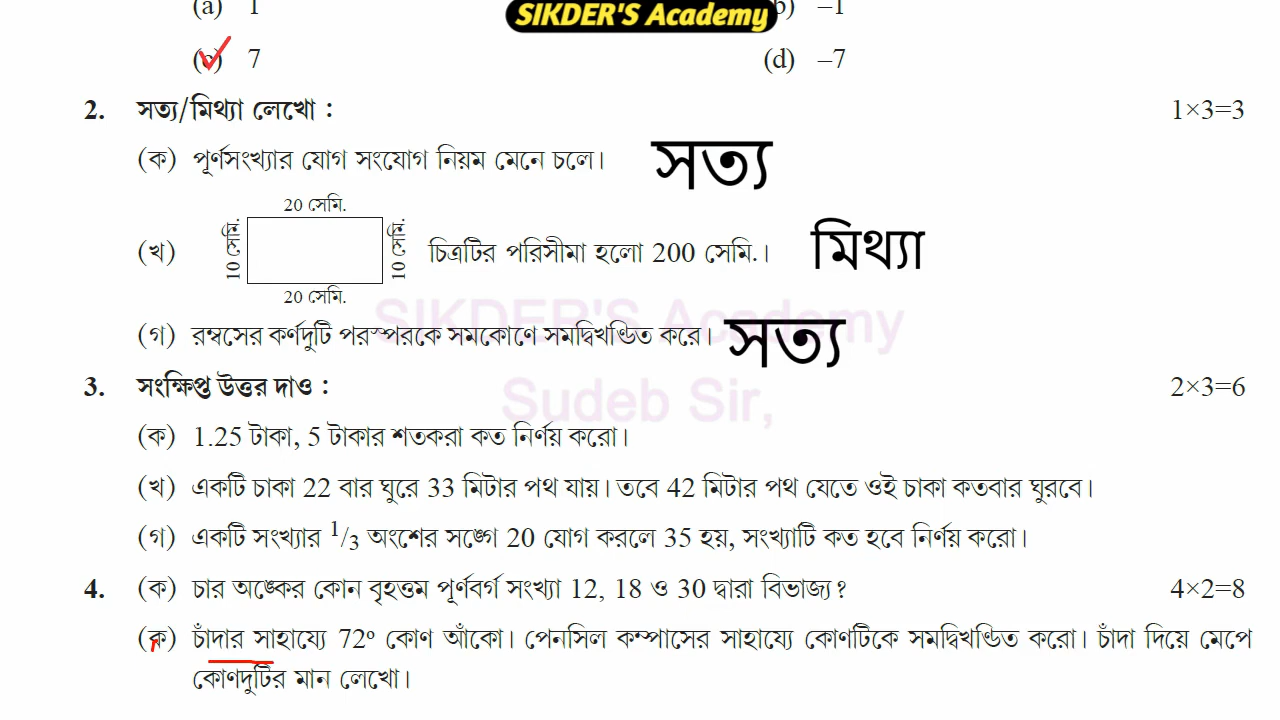 (a) 1 SIKDER'S Academy b) –1
(c) 7 (d) –7
2. সত্য/মিথ্যা লেখো : 1×3=3
(ক) পূর্ণসংখ্যার যোগ সংযোগ নিয়ম মেনে চলে। সত্য
20 সেমি.
(খ) 10 সেমি. 10 সেমি. চিত্রটির পরিসীমা হলো 200 সেমি.। মিথ্যা
20 সেমি.
SIKDER'S Academy
(গ) রম্বসের কর্ণদুটি পরস্পরকে সমকোণে সমদ্বিখণ্ডিত করে। সত্য
3. সংক্ষিপ্ত উত্তর দাও : 2×3=6
Sudeb Sir,
(ক) 1.25 টাকা, 5 টাকার শতকরা কত নির্ণয় করো।
(খ) একটি চাকা 22 বার ঘুরে 33 মিটার পথ যায়। তবে 42 মিটার পথ যেতে ওই চাকা কতবার ঘুরবে।
(গ) একটি সংখ্যার 1/3 অংশের সঙ্গে 20 যোগ করলে 35 হয়, সংখ্যাটি কত হবে নির্ণয় করো।
4. (ক) চার অঙ্কের কোন বৃহত্তম পূর্ণবর্গ সংখ্যা 12, 18 ও 30 দ্বারা বিভাজ্য? 4×2=8
(ক) চাঁদার সাহায্যে 72° কোণ আঁকো। পেনসিল কম্পাসের সাহায্যে কোণটিকে সমদ্বিখণ্ডিত করো। চাঁদা দিয়ে মেপে
কোণদুটির মান লেখো।